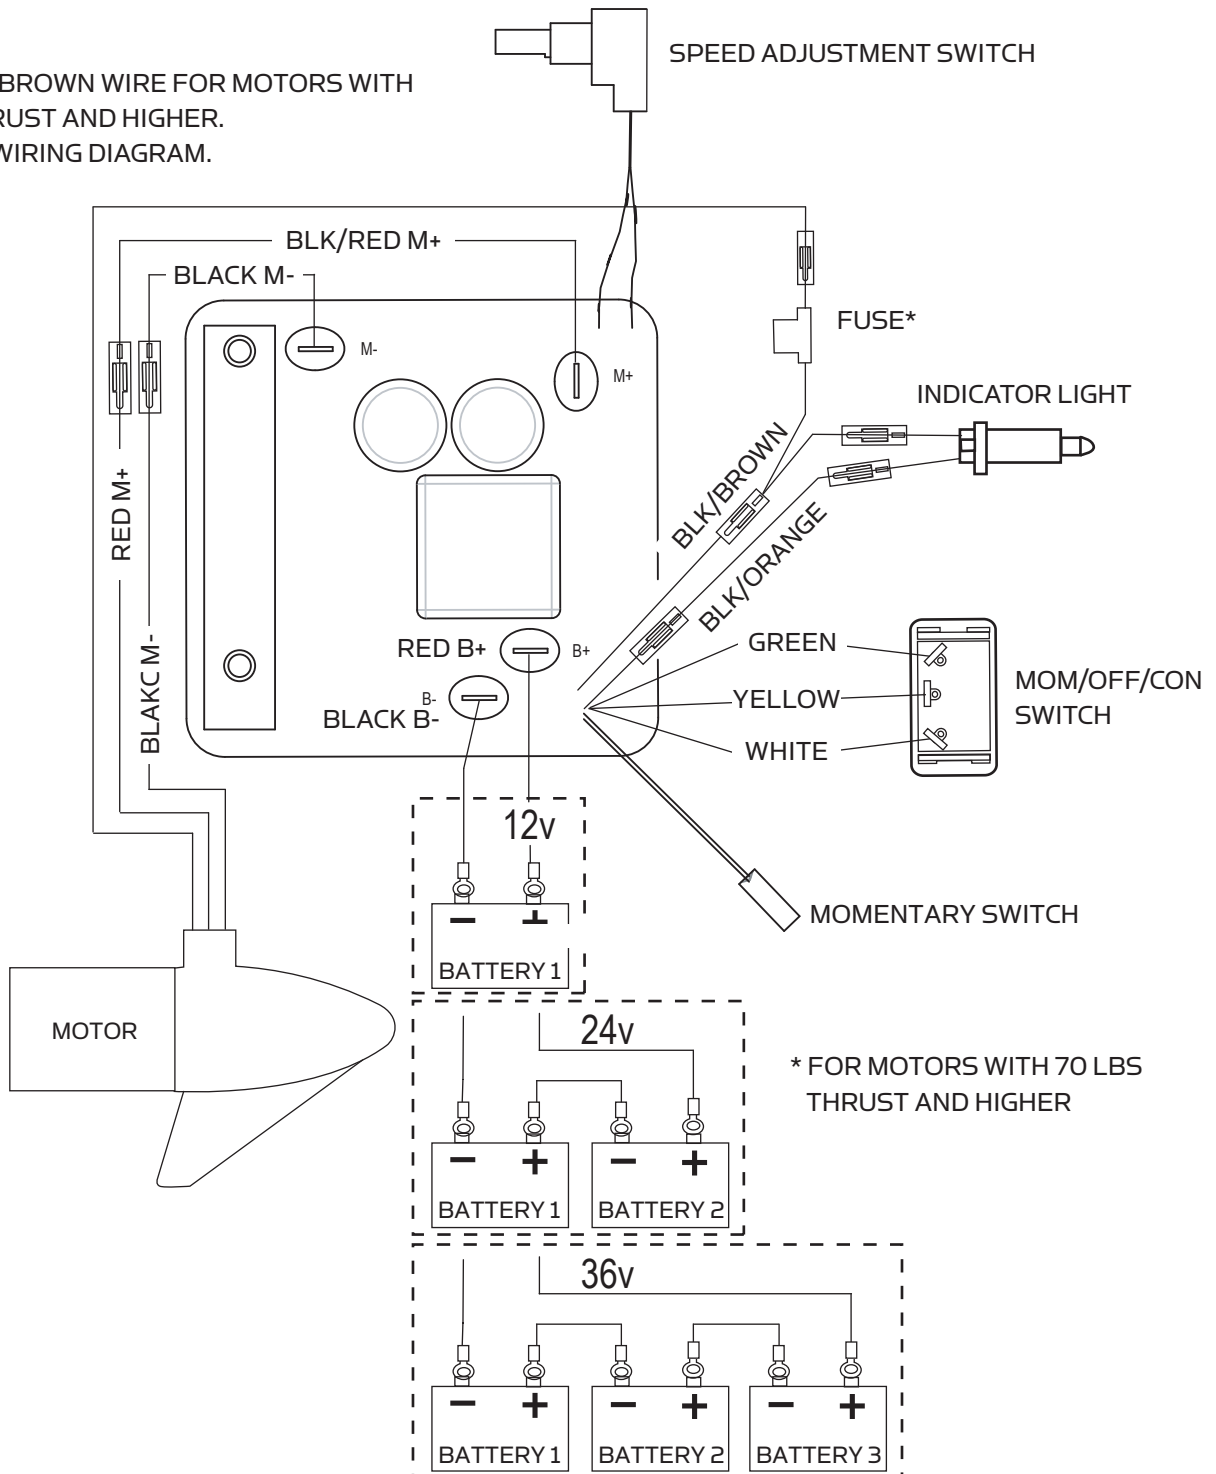 SPEED ADJUSTMENT SWITCH
BROWN WIRE FOR MOTORS WITH
RUST AND HIGHER.
WIRING DIAGRAM.
BLK/RED M+
BLACK M-
FUSE*
M-
M+
INDICATOR LIGHT
BLK/BROWN
RED M+
BLK/ORANGE
GREEN
RED B+
B+
BLAKC M-
YELLOW
MOM/OFF/CON
SWITCH
B-
BLACK B-
WHITE
12v
MOMENTARY SWITCH
BATTERY 1
MOTOR
24v
* FOR MOTORS WITH 70 LBS
THRUST AND HIGHER
BATTERY 1
BATTERY 2
36v
BATTERY 1
BATTERY 2
BATTERY 3